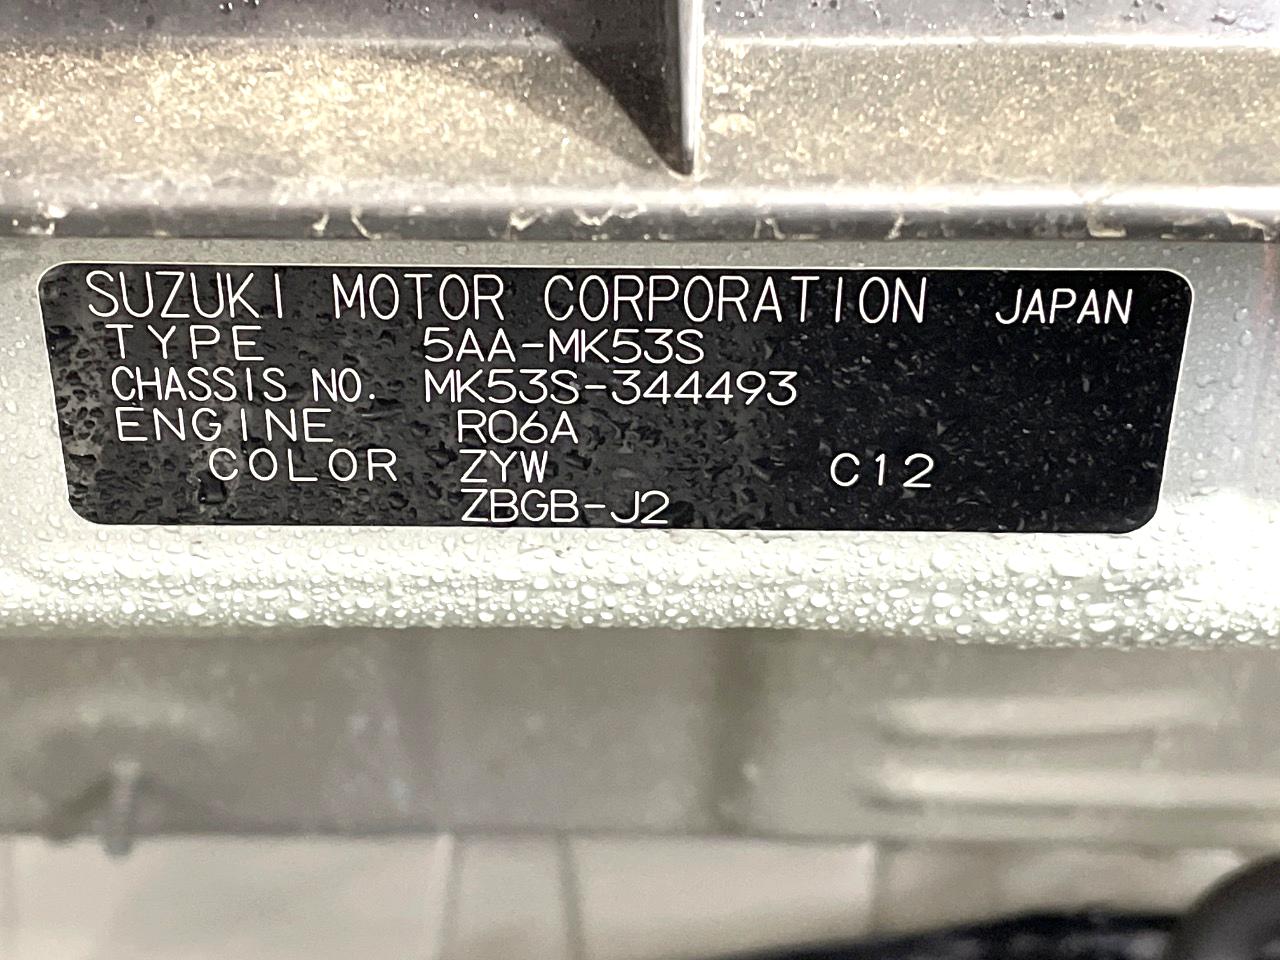 SUZUKI MOTOR CORPORATION JAPAN
TYPE 5AA-MK53S
CHASSIS NO. MK53S-344493
ENGINE R06A
COLOR ZYW C12
ZBGB-J2